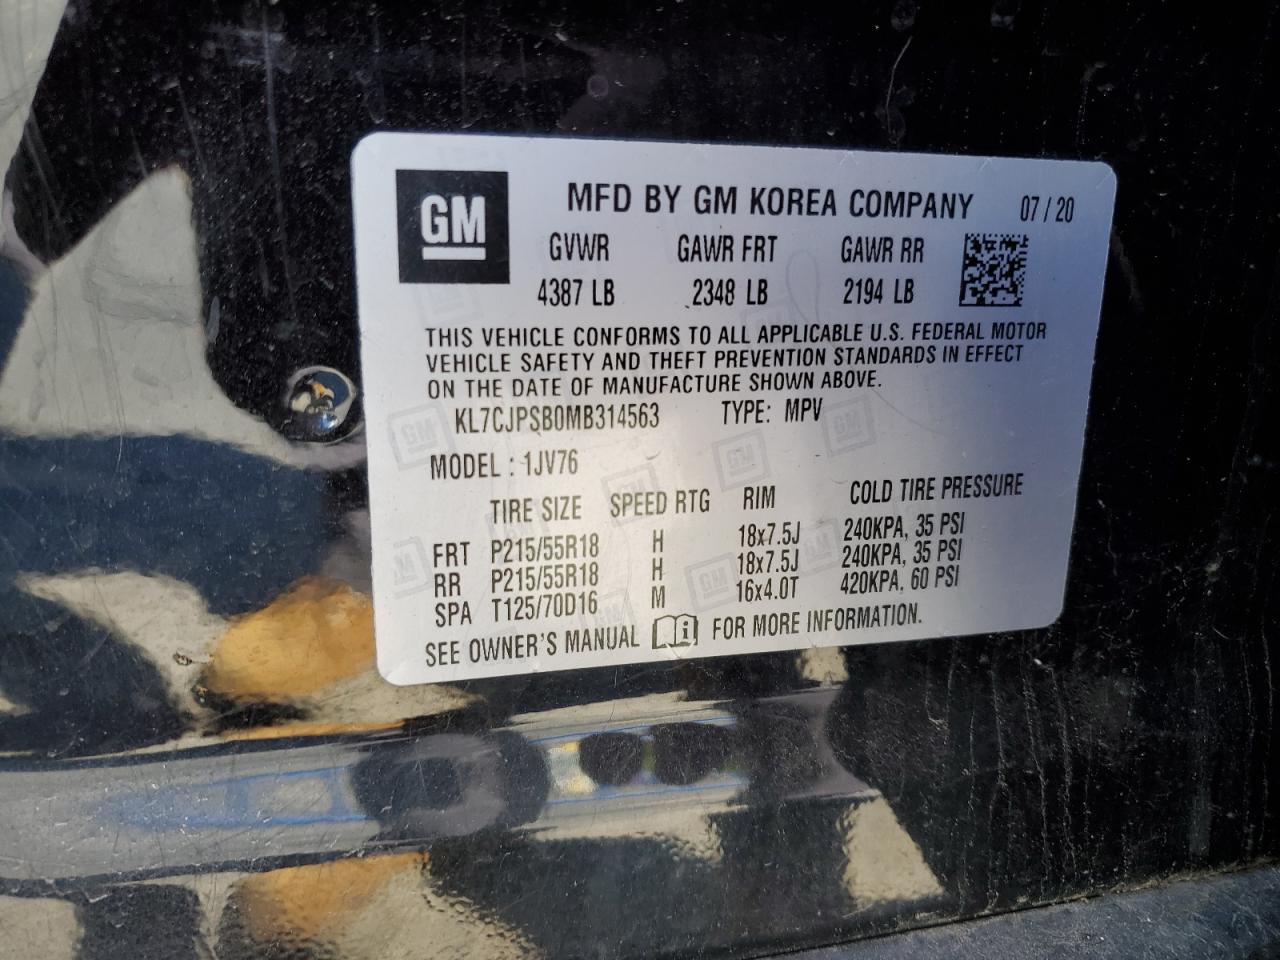 GM MFD BY GM KOREA COMPANY 07 / 20
GVWR GAWR FRT GAWR RR
4387 LB 2348 LB 2194 LB
THIS VEHICLE CONFORMS TO ALL APPLICABLE U.S. FEDERAL MOTOR
VEHICLE SAFETY AND THEFT PREVENTION STANDARDS IN EFFECT
ON THE DATE OF MANUFACTURE SHOWN ABOVE.
KL7CJPSB0MB314563 TYPE: MPV
MODEL : 1JV76
TIRE SIZE SPEED RTG RIM COLD TIRE PRESSURE
FRT P215/55R18 H 18x7.5J 240KPA, 35 PSI
RR P215/55R18 H 18x7.5J 240KPA, 35 PSI
SPA T125/70D16 M 16x4.0T 420KPA, 60 PSI
SEE OWNER'S MANUAL i FOR MORE INFORMATION.